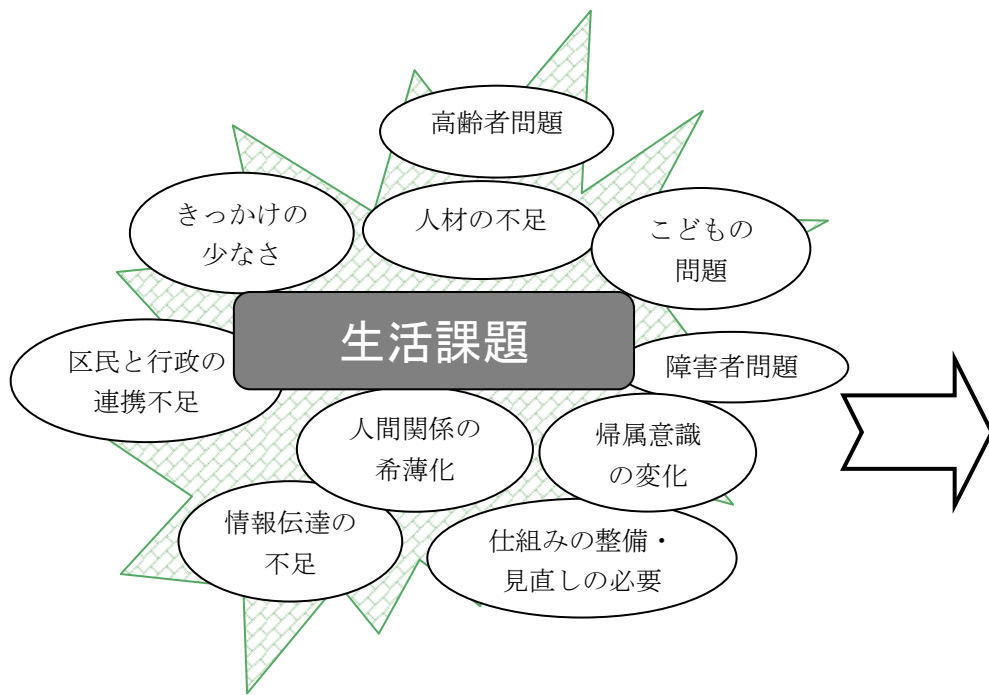 高齢者問題
人材の不足
きっかけの
少なさ
こどもの
問題
生活課題
区民と行政の
連携不足
障害者問題
人間関係の
希薄化
帰属意識
の変化
情報伝達の
不足
仕組みの整備・
見直しの必要